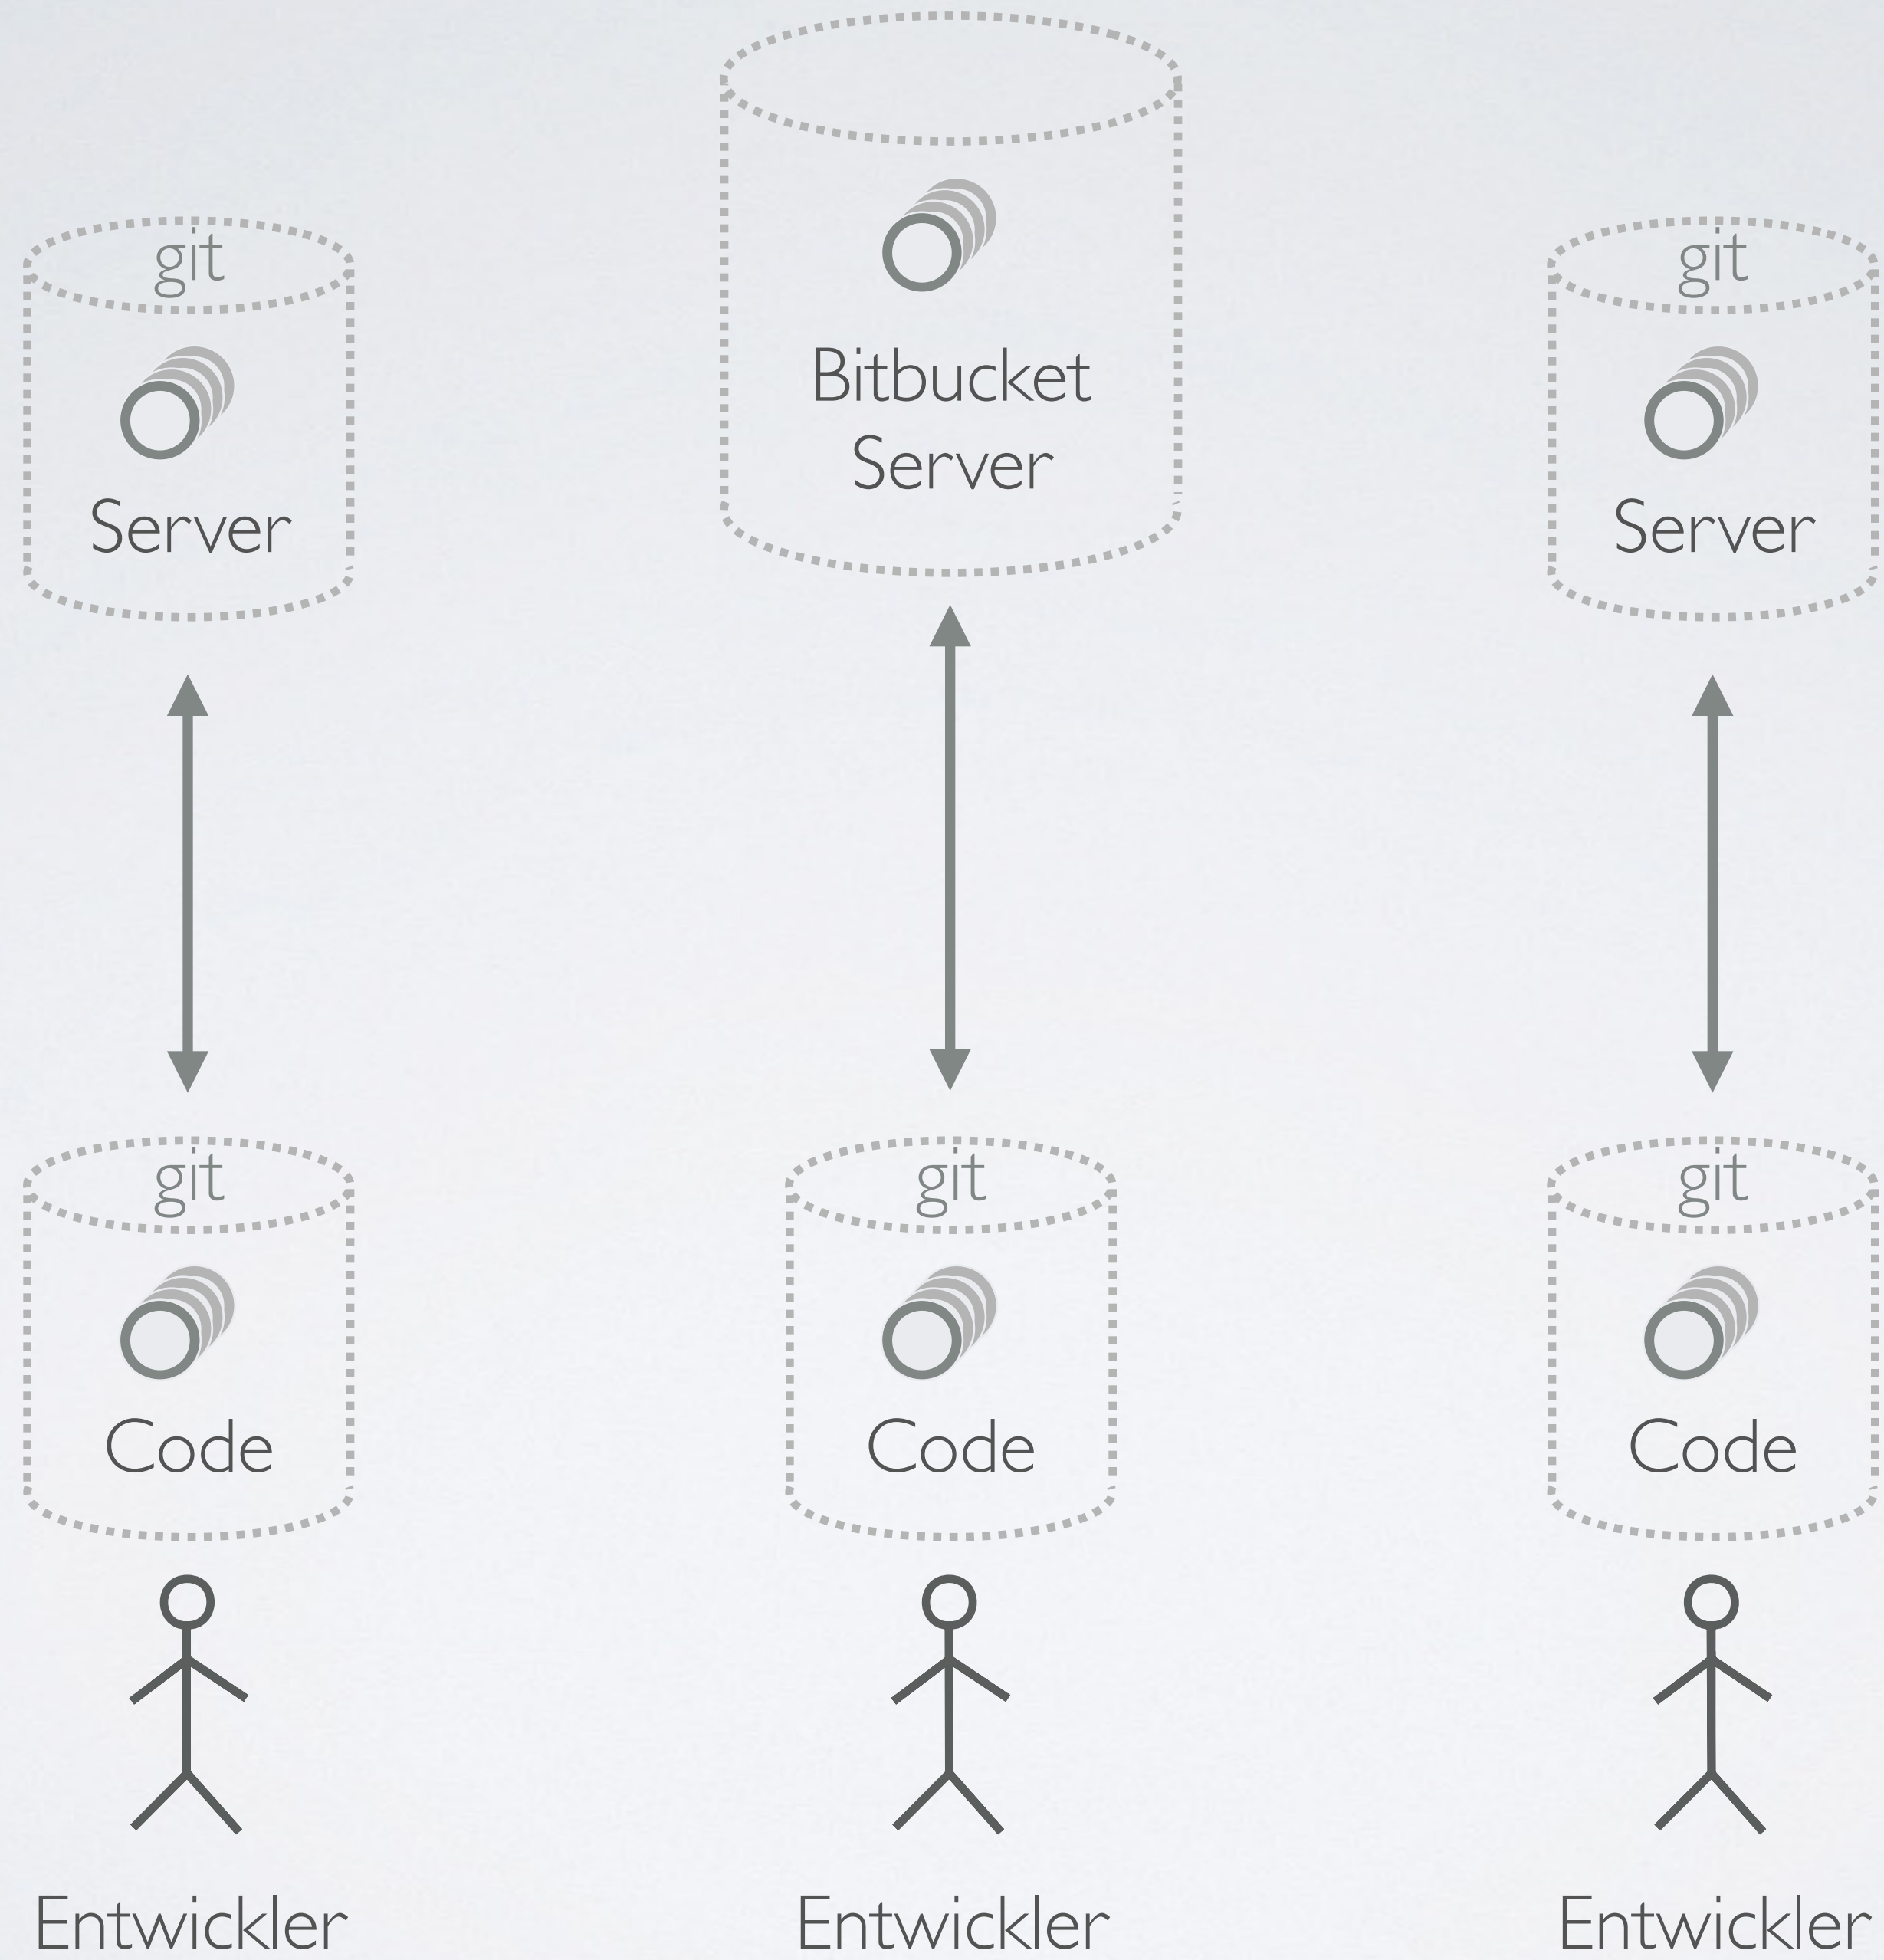 git
Server
Bitbucket
Server
git
Server
git
Code
git
Code
git
Code
Entwickler
Entwickler
Entwickler